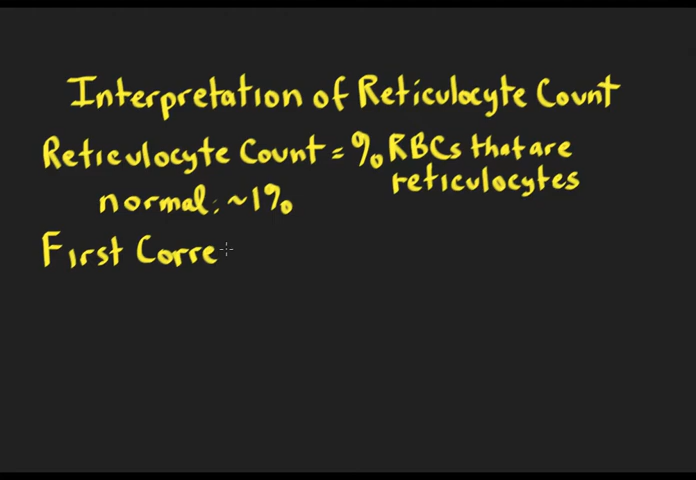 Interpretation of Reticulocyte Count
Reticulocyte Count = % RBCs that are
reticulocytes
normal: ~1%
First Corre